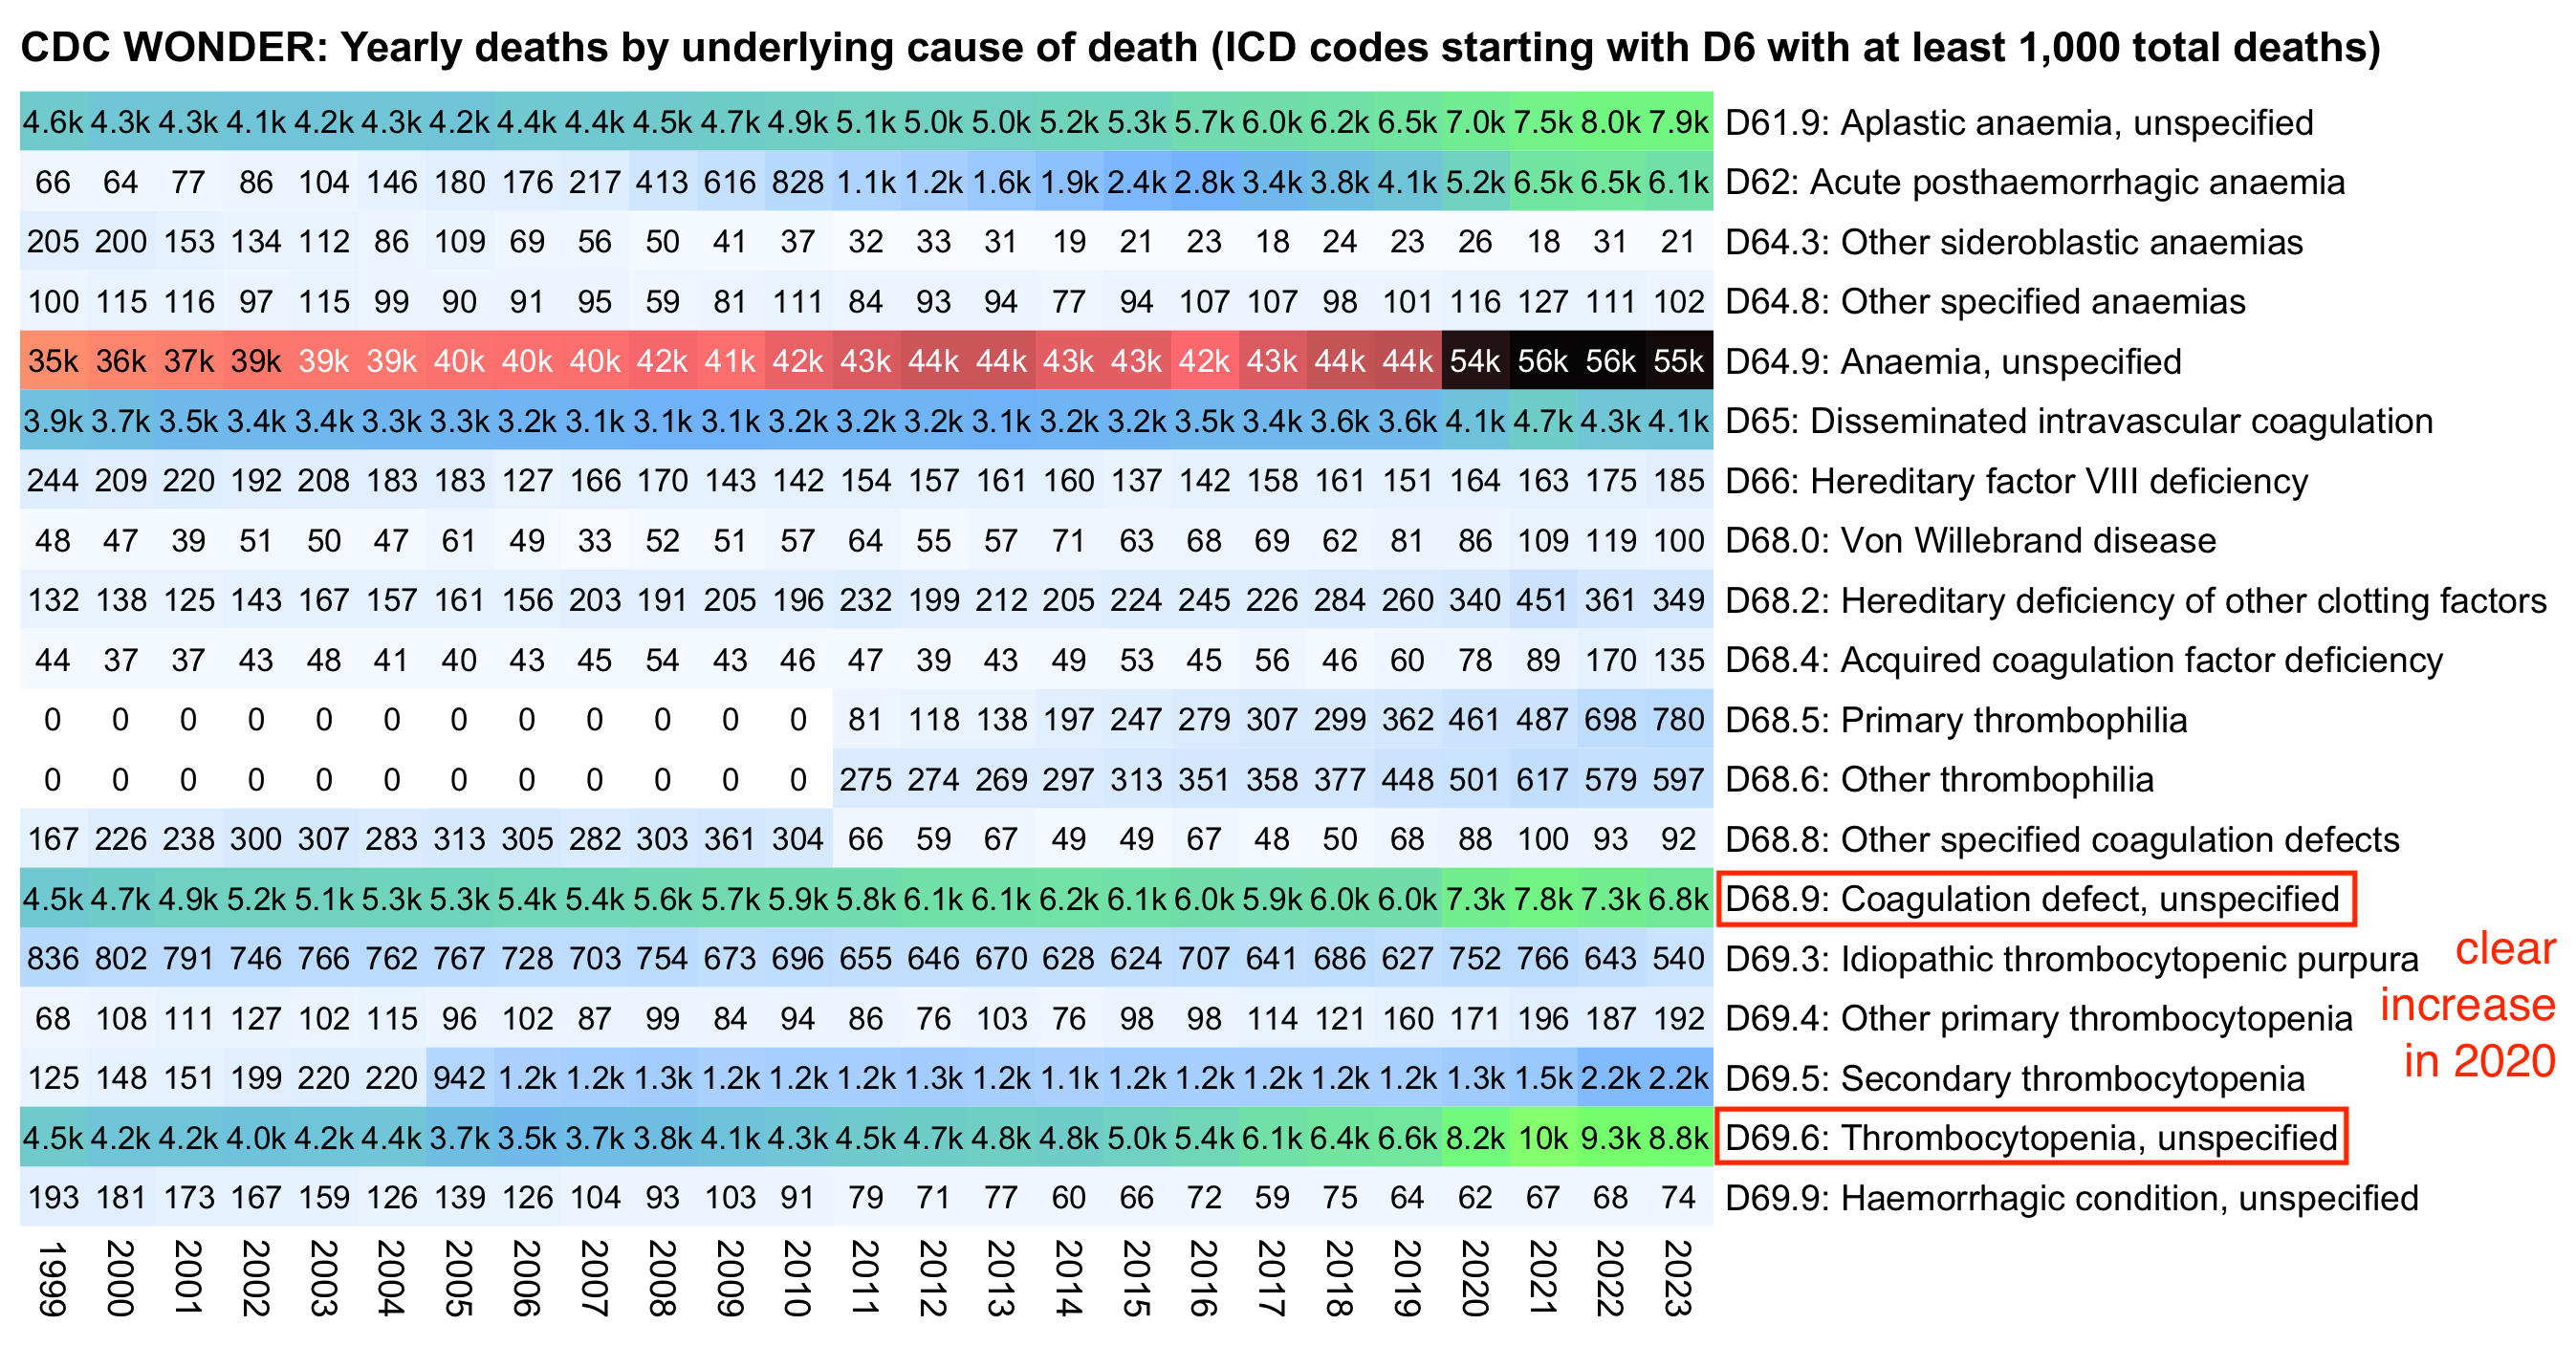 CDC WONDER: Yearly deaths by underlying cause of death (ICD codes starting with D6 with at least 1,000 total deaths)
4.6k 4.3k 4.3k 4.1k 4.2k 4.3k 4.2k 4.4k 4.4k 4.5k 4.7k 4.9k 5.1k 5.0k 5.0k 5.2k 5.3k 5.7k 6.0k 6.2k 6.5k 7.0k 7.5k 8.0k 7.9k D61.9: Aplastic anaemia, unspecified
66 64 77 86 104 146 180 176 217 413 616 828 1.1k 1.2k 1.6k 1.9k 2.4k 2.8k 3.4k 3.8k 4.1k 5.2k 6.5k 6.5k 6.1k D62: Acute posthaemorrhagic anaemia
205 200 153 134 112 86 109 69 56 50 41 37 32 33 31 19 21 23 18 24 23 26 18 31 21 D64.3: Other sideroblastic anaemias
100 115 116 97 115 99 90 91 95 59 81 111 84 93 94 77 94 107 107 98 101 116 127 111 102 D64.8: Other specified anaemias
35k 36k 37k 39k 39k 39k 40k 40k 40k 42k 41k 42k 43k 44k 44k 43k 43k 42k 43k 44k 44k 54k 56k 56k 55k D64.9: Anaemia, unspecified
3.9k 3.7k 3.5k 3.4k 3.4k 3.3k 3.3k 3.2k 3.1k 3.1k 3.1k 3.2k 3.2k 3.2k 3.1k 3.2k 3.2k 3.5k 3.4k 3.6k 3.6k 4.1k 4.7k 4.3k 4.1k D65: Disseminated intravascular coagulation
244 209 220 192 208 183 183 127 166 170 143 142 154 157 161 160 137 142 158 161 151 164 163 175 185 D66: Hereditary factor VIII deficiency
48 47 39 51 50 47 61 49 33 52 51 57 64 55 57 71 63 68 69 62 81 86 109 119 100 D68.0: Von Willebrand disease
132 138 125 143 167 157 161 156 203 191 205 196 232 199 212 205 224 245 226 284 260 340 451 361 349 D68.2: Hereditary deficiency of other clotting factors
44 37 37 43 48 41 40 43 45 54 43 46 47 39 43 49 53 45 56 46 60 78 89 170 135 D68.4: Acquired coagulation factor deficiency
0 0 0 0 0 0 0 0 0 0 0 0 81 118 138 197 247 279 307 299 362 461 487 698 780 D68.5: Primary thrombophilia
0 0 0 0 0 0 0 0 0 0 0 0 275 274 269 297 313 351 358 377 448 501 617 579 597 D68.6: Other thrombophilia
167 226 238 300 307 283 313 305 282 303 361 304 66 59 67 49 49 67 48 50 68 88 100 93 92 D68.8: Other specified coagulation defects
4.5k 4.7k 4.9k 5.2k 5.1k 5.3k 5.3k 5.4k 5.4k 5.6k 5.7k 5.9k 5.8k 6.1k 6.1k 6.2k 6.1k 6.0k 5.9k 6.0k 6.0k 7.3k 7.8k 7.3k 6.8k D68.9: Coagulation defect, unspecified
836 802 791 746 766 762 767 728 703 754 673 696 655 646 670 628 624 707 641 686 627 752 766 643 540 D69.3: Idiopathic thrombocytopenic purpura
68 108 111 127 102 115 96 102 87 99 84 94 86 76 103 76 98 98 114 121 160 171 196 187 192 D69.4: Other primary thrombocytopenia
125 148 151 199 220 220 942 1.2k 1.2k 1.3k 1.2k 1.2k 1.2k 1.3k 1.2k 1.1k 1.2k 1.2k 1.2k 1.2k 1.2k 1.3k 1.5k 2.2k 2.2k D69.5: Secondary thrombocytopenia
4.5k 4.2k 4.2k 4.0k 4.2k 4.4k 3.7k 3.5k 3.7k 3.8k 4.1k 4.3k 4.5k 4.7k 4.8k 4.8k 5.0k 5.4k 6.1k 6.4k 6.6k 8.2k 10k 9.3k 8.8k D69.6: Thrombocytopenia, unspecified
193 181 173 167 159 126 139 126 104 93 103 91 79 71 77 60 66 72 59 75 64 62 67 68 74 D69.9: Haemorrhagic condition, unspecified
1999 2000 2001 2002 2003 2004 2005 2006 2007 2008 2009 2010 2011 2012 2013 2014 2015 2016 2017 2018 2019 2020 2021 2022 2023
clear
increase
in 2020